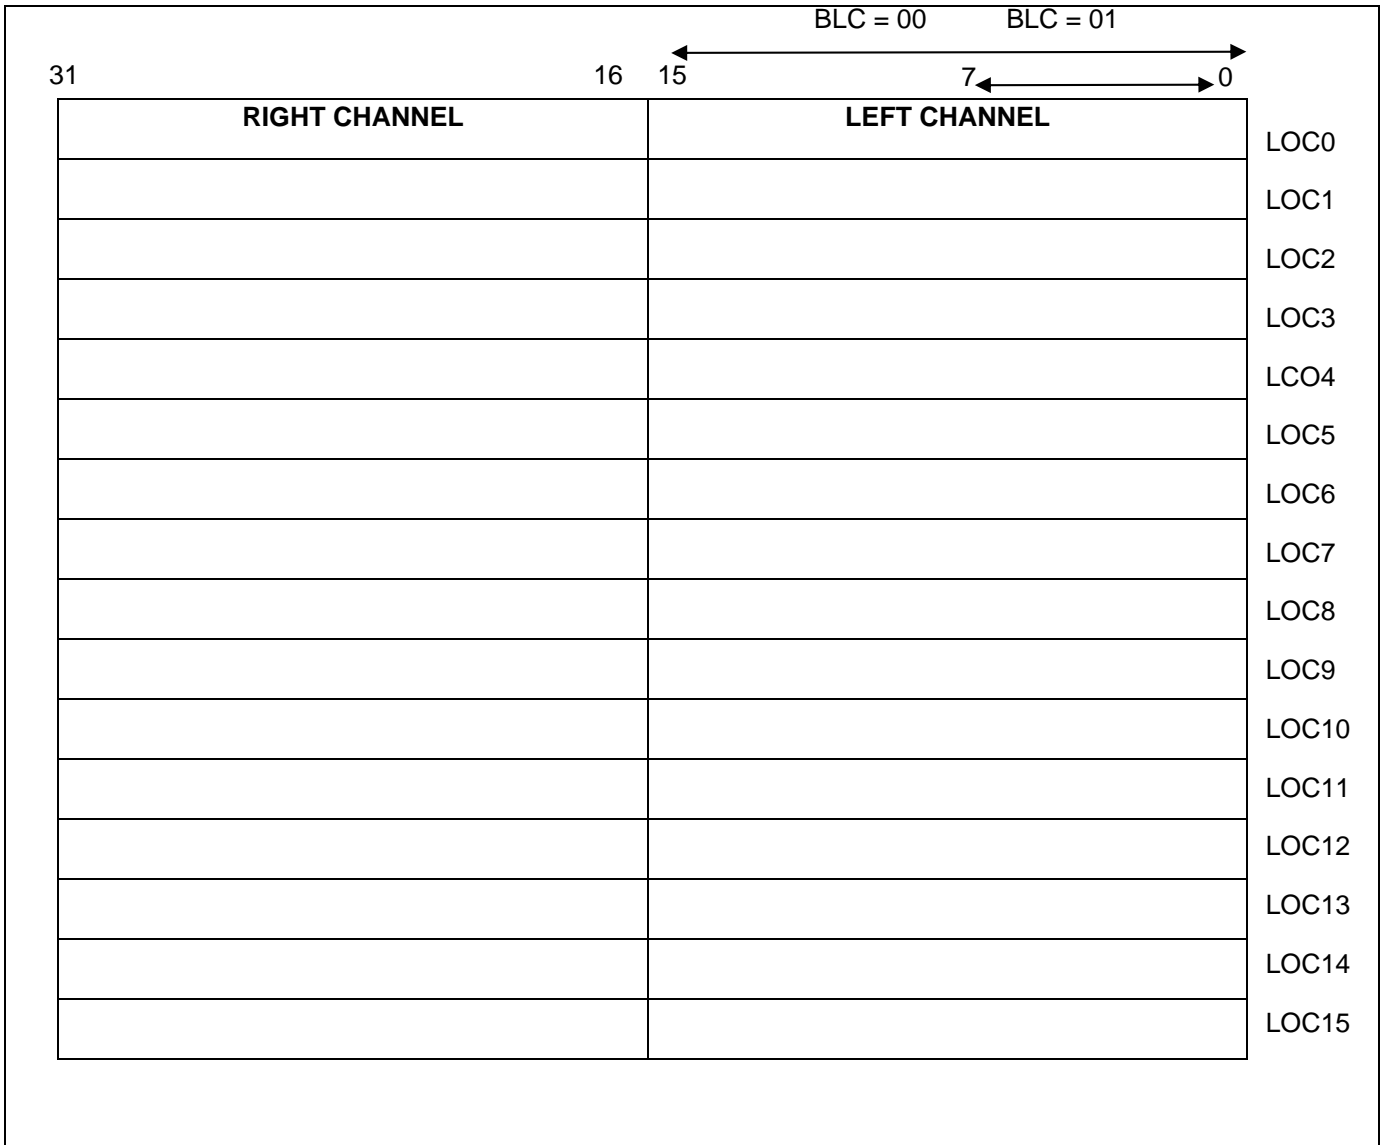 BLC = 00 BLC = 01
31 16 15 7 0
RIGHT CHANNEL LEFT CHANNEL
LOC0
LOC1
LOC2
LOC3
LCO4
LOC5
LOC6
LOC7
LOC8
LOC9
LOC10
LOC11
LOC12
LOC13
LOC14
LOC15